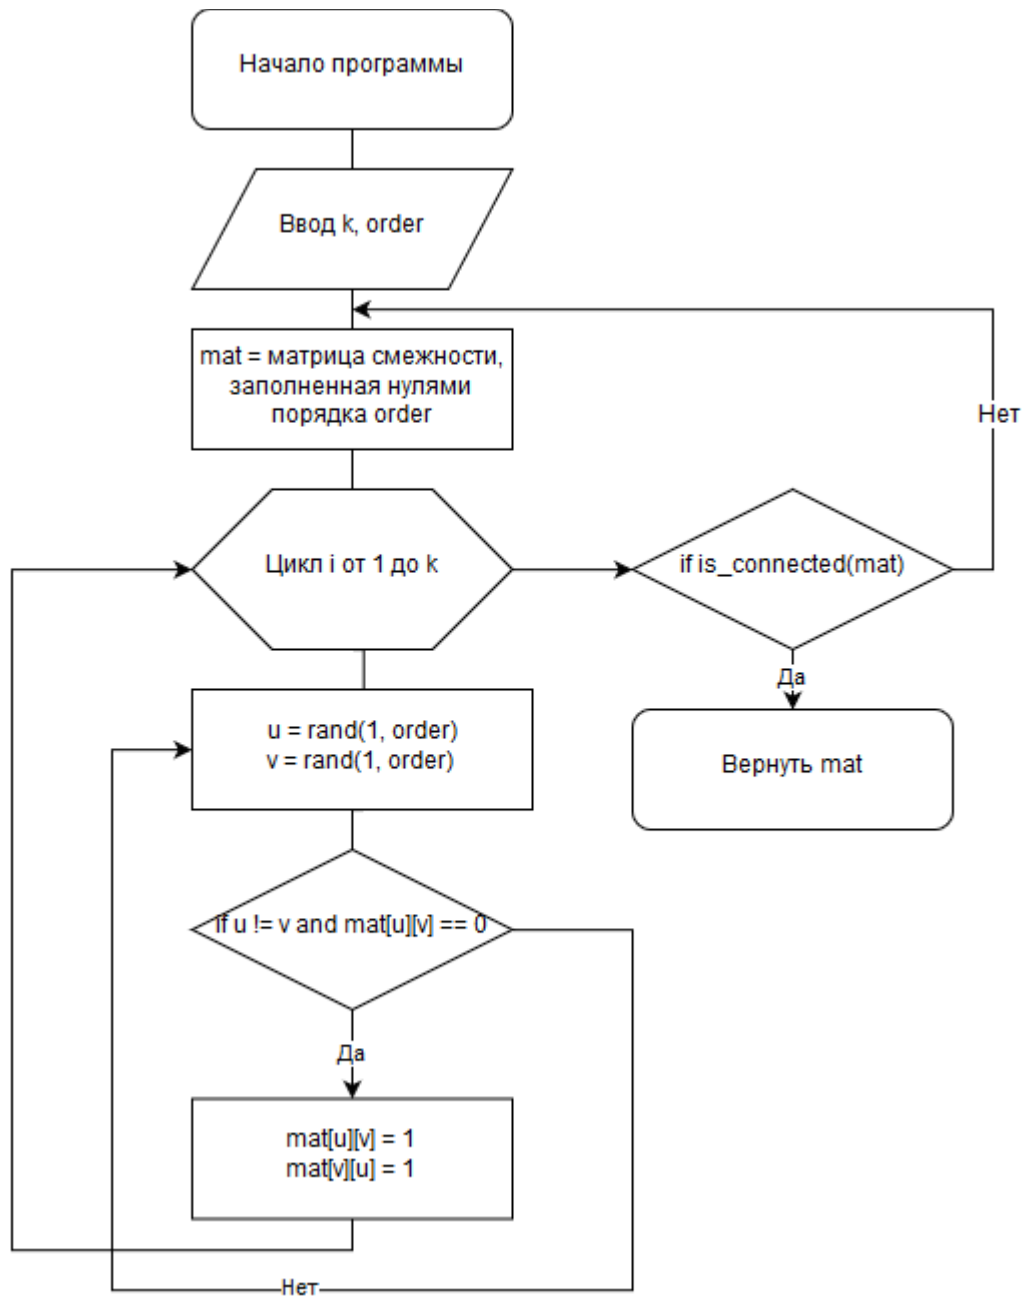 Начало программы
Ввод k, order
mat = матрица смежности,
заполненная нулями
порядка order
Нет
Цикл i от 1 до k
if is_connected(mat)
Да
u = rand(1, order)
v = rand(1, order)
Вернуть mat
if u != v and mat[u][v] == 0
Да
mat[u][v] = 1
mat[v][u] = 1
Нет